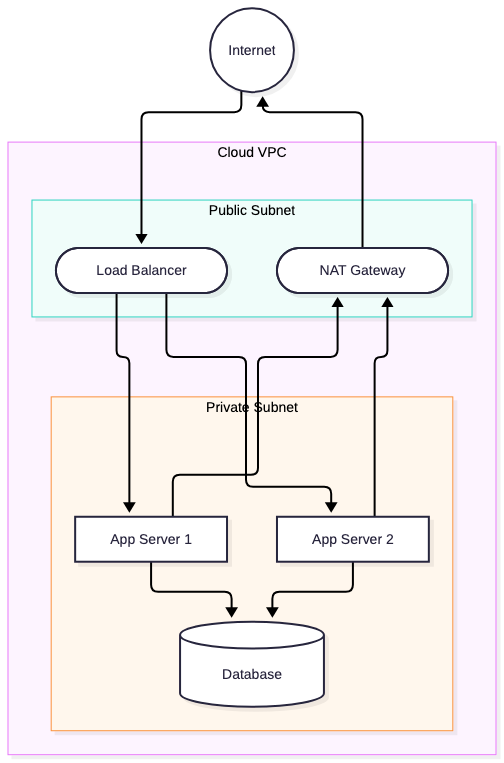 Internet
Cloud VPC
Public Subnet
Load Balancer
NAT Gateway
Private Subnet
App Server 1
App Server 2
Database